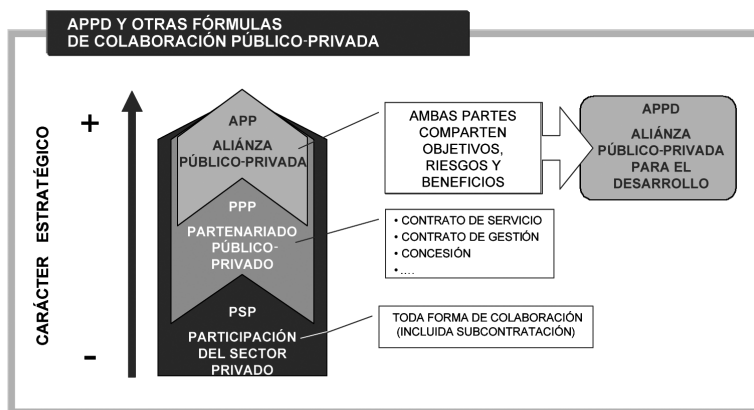 APPD Y OTRAS FÓRMULAS
DE COLABORACIÓN PÚBLICO-PRIVADA
CARÁCTER ESTRATÉGICO
+
-
APP
ALIÁNZA
PÚBLICO-PRIVADA
PPP
PARTENARIADO
PÚBLICO-
PRIVADO
PSP
PARTICIPACIÓN
DEL SECTOR
PRIVADO
AMBAS PARTES
COMPARTEN
OBJETIVOS,
RIESGOS Y
BENEFICIOS
APPD
ALIÁNZA
PÚBLICO-PRIVADA
PARA EL
DESARROLLO
• CONTRATO DE SERVICIO
• CONTRATO DE GESTIÓN
• CONCESIÓN
• ....
TODA FORMA DE COLABORACIÓN
(INCLUIDA SUBCONTRATACIÓN)